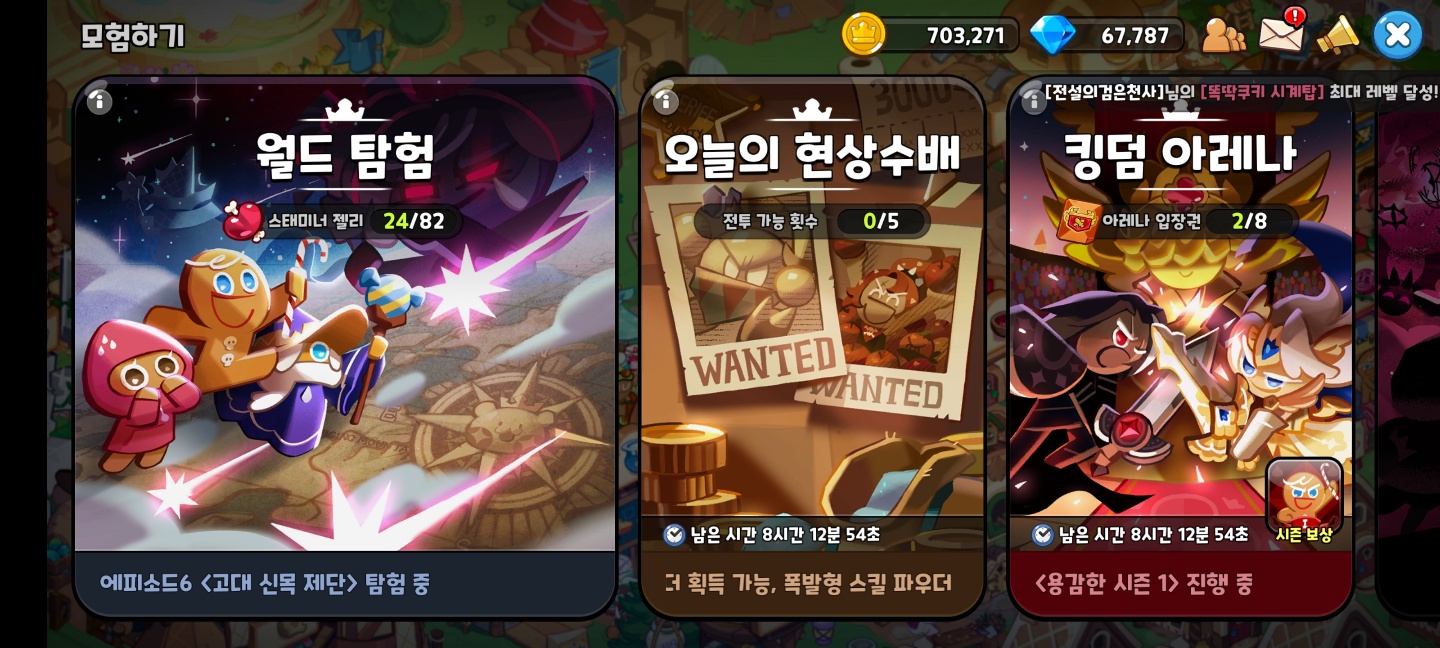 모험하기
703,271
67,787
월드 탐험
스태미너 젤리 24/82
에피소드6 <고대 신목 제단> 탐험 중
오늘의 현상수배
전투 가능 횟수 0/5
3000
WANTED
WANTED
남은 시간 8시간 12분 54초
더 획득 가능, 폭발형 스킬 파우더
[전설의검은천사]님의 [똑딱쿠키 시계탑] 최대 레벨 달성!
킹덤 아레나
아레나 입장권 2/8
남은 시간 8시간 12분 54초
시즌 보상
<용감한 시즌 1> 진행 중